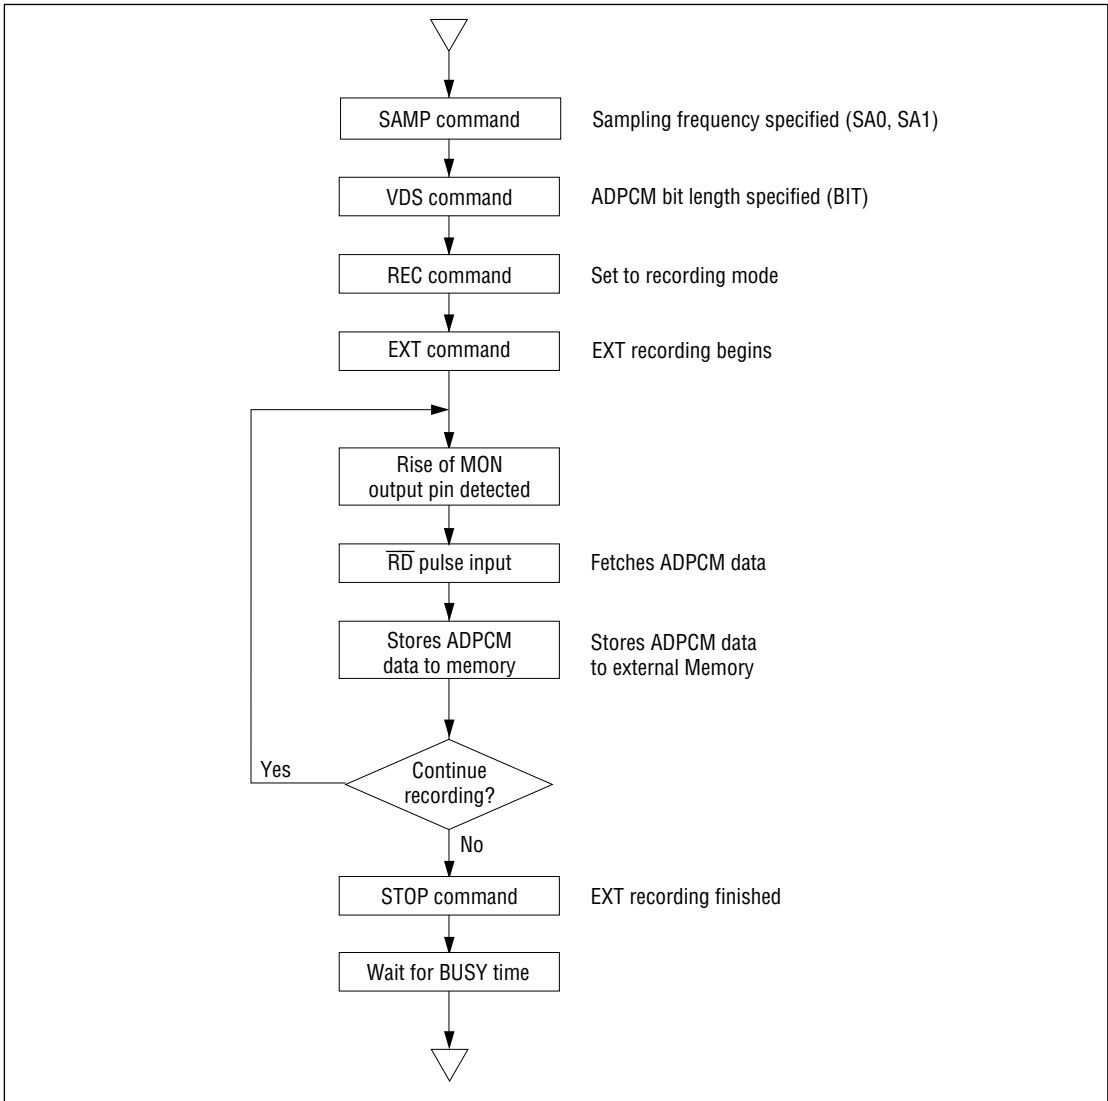 SAMP command
Sampling frequency specified (SA0, SA1)
VDS command
ADPCM bit length specified (BIT)
REC command
Set to recording mode
EXT command
EXT recording begins
Rise of MON
output pin detected
R̅D̅ pulse input
Fetches ADPCM data
Stores ADPCM
data to memory
Stores ADPCM data
to external Memory
Yes
Continue
recording?
No
STOP command
EXT recording finished
Wait for BUSY time